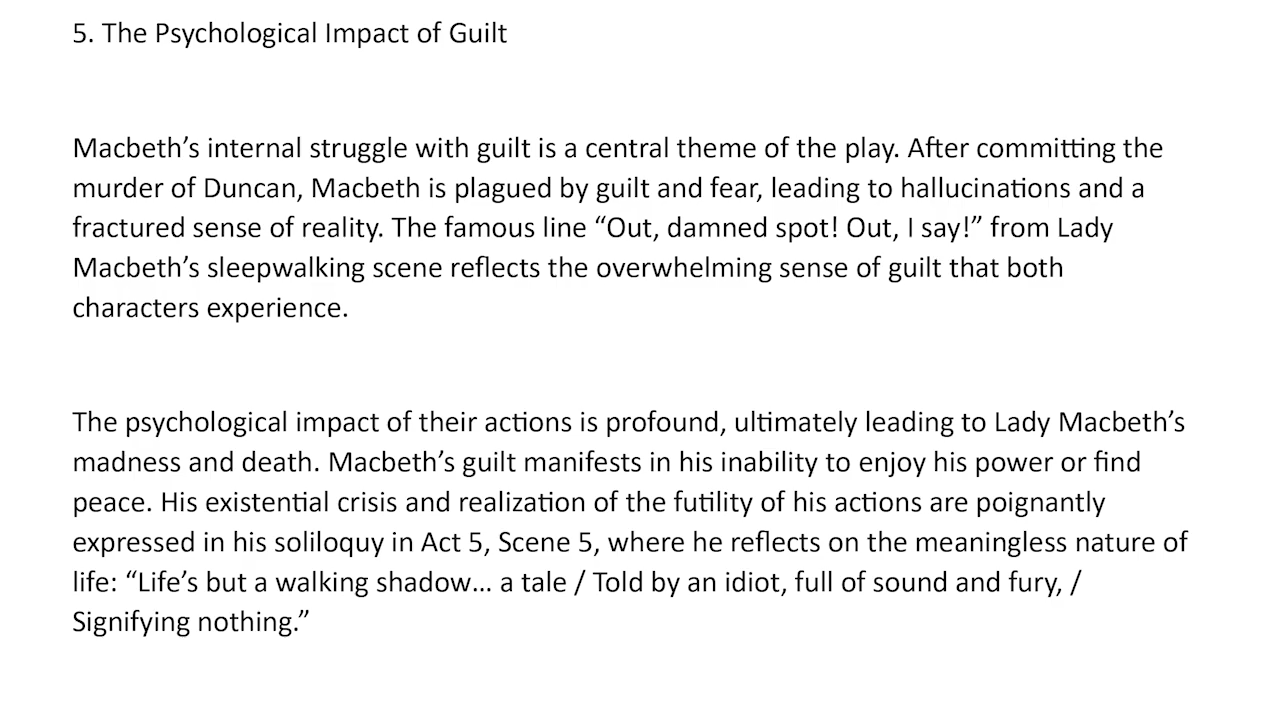 5. The Psychological Impact of Guilt
Macbeth’s internal struggle with guilt is a central theme of the play. After committing the
murder of Duncan, Macbeth is plagued by guilt and fear, leading to hallucinations and a
fractured sense of reality. The famous line “Out, damned spot! Out, I say!” from Lady
Macbeth’s sleepwalking scene reflects the overwhelming sense of guilt that both
characters experience.
The psychological impact of their actions is profound, ultimately leading to Lady Macbeth’s
madness and death. Macbeth’s guilt manifests in his inability to enjoy his power or find
peace. His existential crisis and realization of the futility of his actions are poignantly
expressed in his soliloquy in Act 5, Scene 5, where he reflects on the meaningless nature of
life: “Life’s but a walking shadow… a tale / Told by an idiot, full of sound and fury, /
Signifying nothing.”